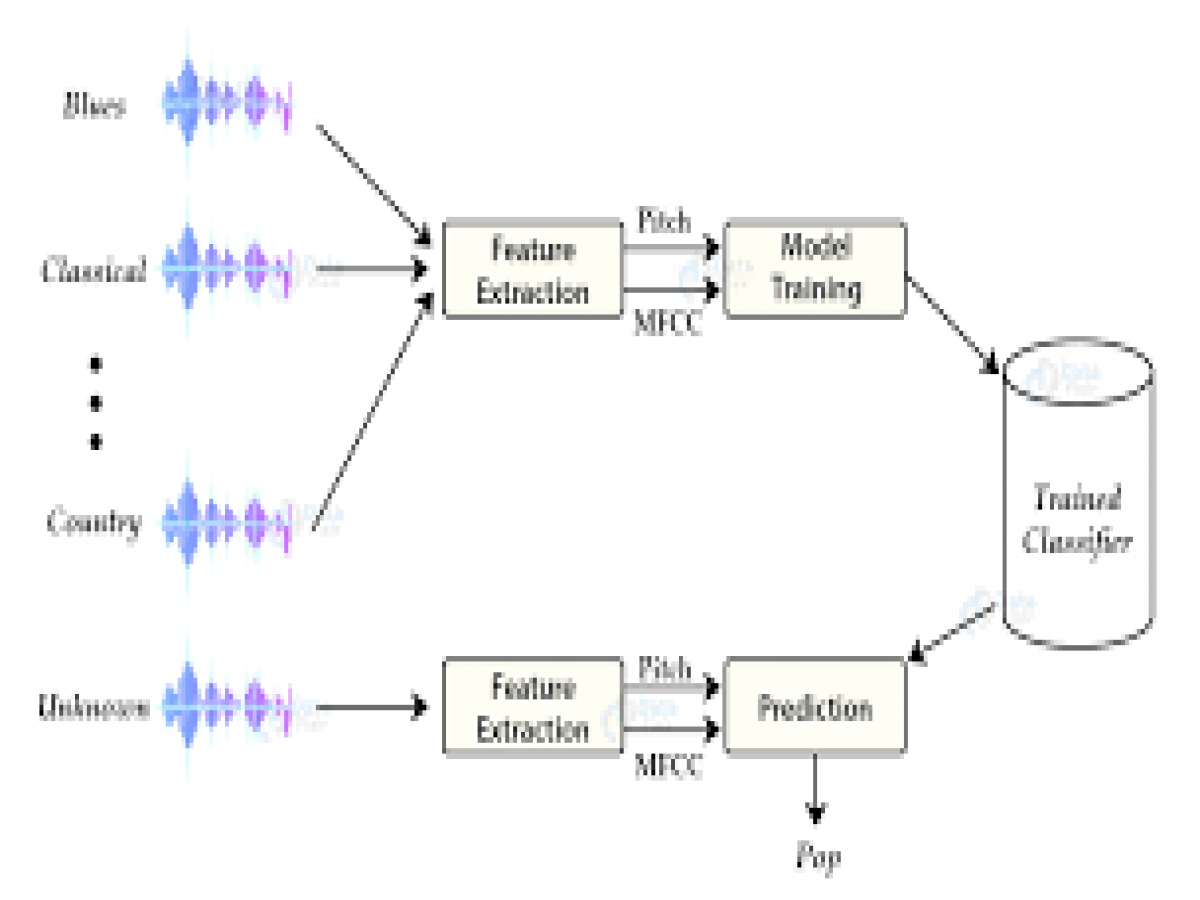 Blues
Classical
Feature
Extraction
Pitch
MFCC
Model
Training
Country
Trained
Classifier
Unknown
Feature
Extraction
Pitch
MFCC
Prediction
Pop